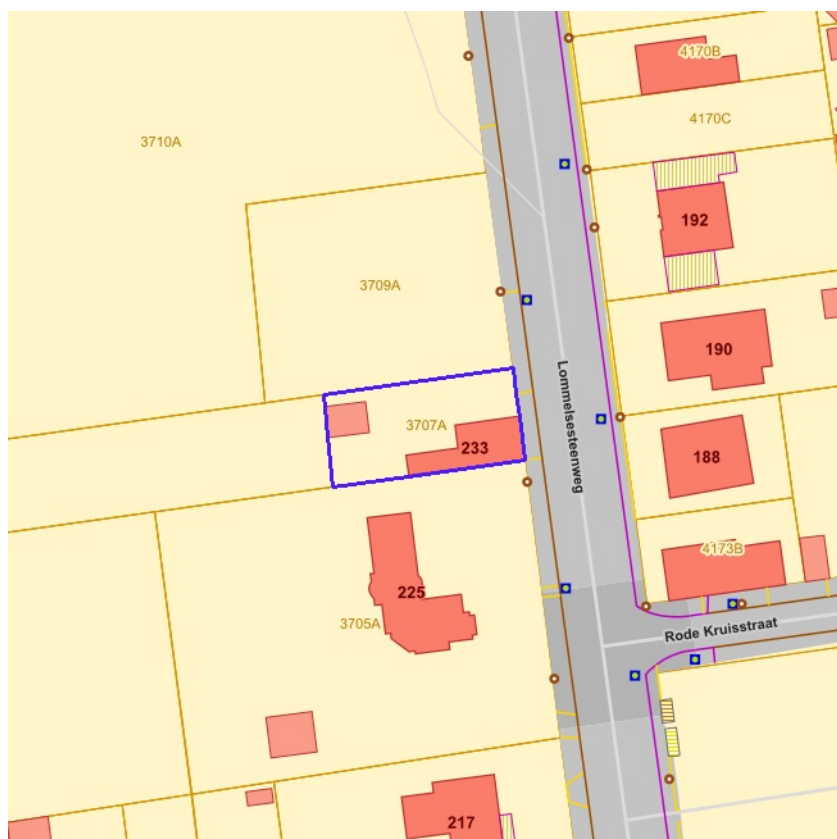 4170B
4170C
3710A
192
3709A
190
Lommelsesteenweg
3707A
233
188
4173B
225
3705A
Rode Kruisstraat
217